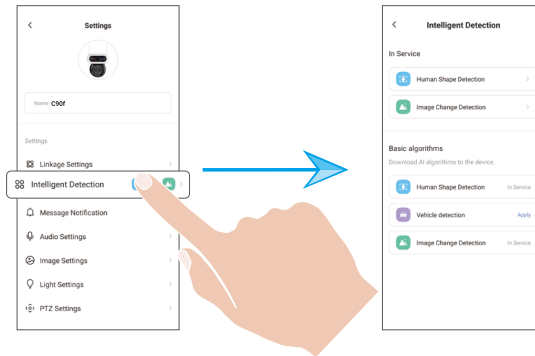 Settings
Name C90f
Settings
Linkage Settings
Intelligent Detection
Message Notification
Audio Settings
Image Settings
Light Settings
PTZ Settings
Intelligent Detection
In Service
Human Shape Detection
Image Change Detection
Basic algorithms
Download AI algorithms to the device
Human Shape Detection In Service
Vehicle detection Apply
Image Change Detection In Service